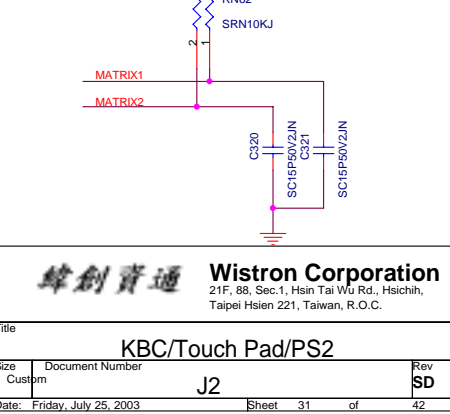 SRN10KJ
2
1
MATRIX1
MATRIX2
C320
SC15P50V2JN
C321
SC15P50V2JN
緯創資通
Wistron Corporation
21F, 88, Sec.1, Hsin Tai Wu Rd., Hsichih,
Taipei Hsien 221, Taiwan, R.O.C.
Title
KBC/Touch Pad/PS2
Size
Document Number
Rev
Custom
J2
SD
Date: Friday, July 25, 2003
Sheet 31 of 42